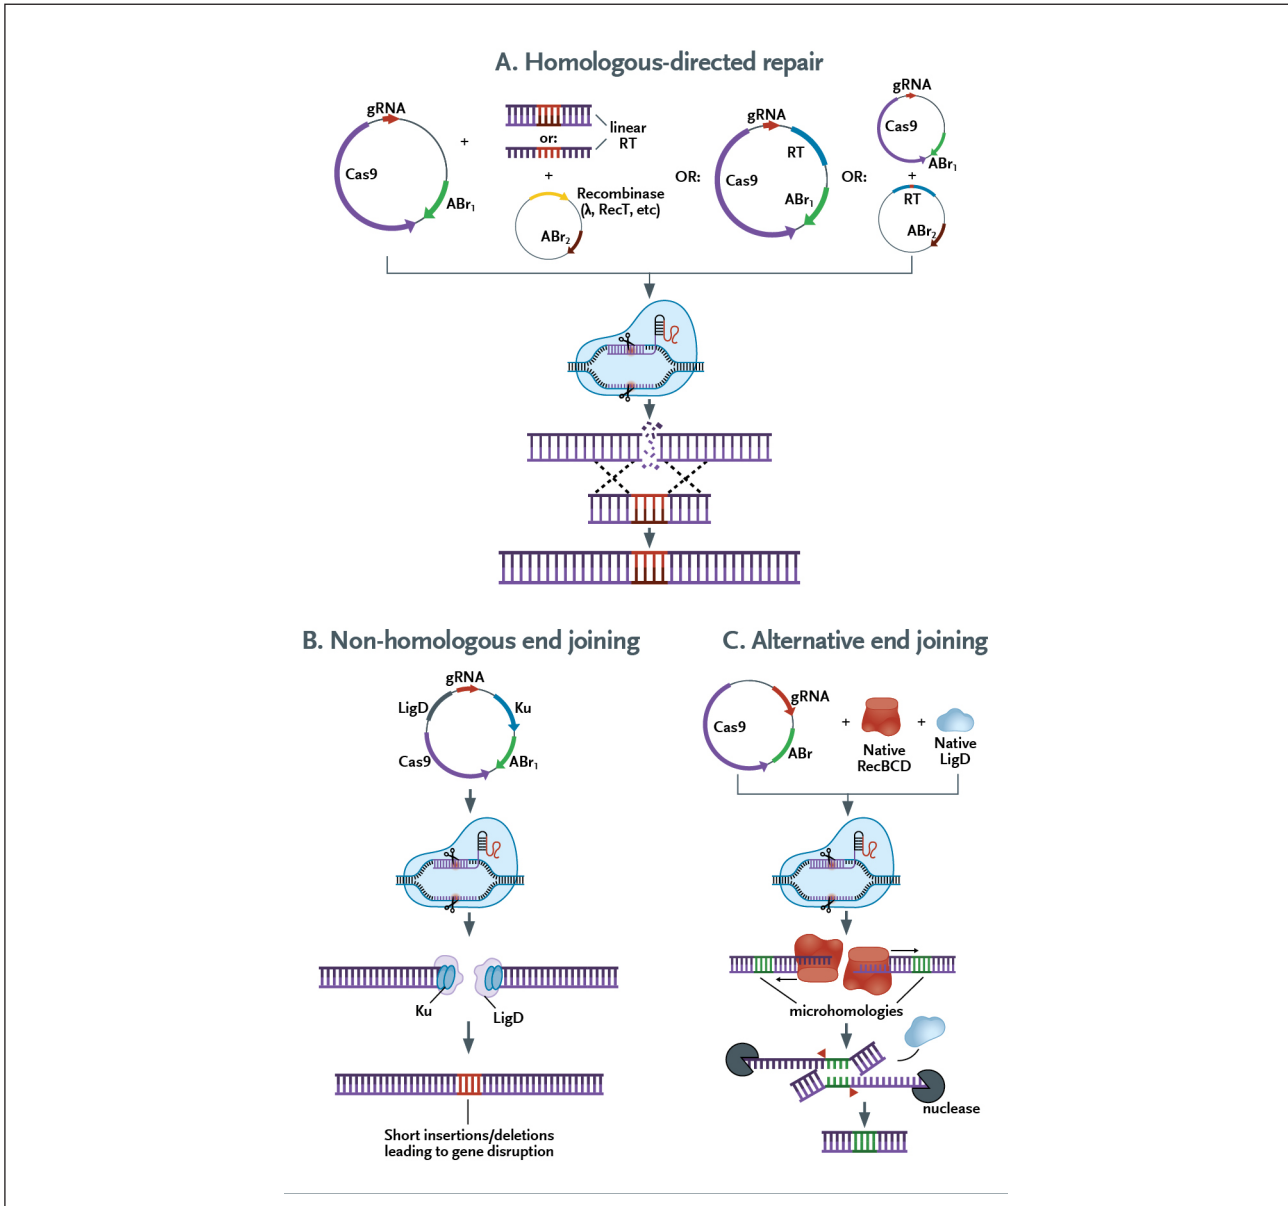 A. Homologous-directed repair
gRNA
Cas9
ABr1
+
linear
RT
or:
+
Recombinase
(λ, RecT, etc)
ABr2
OR:
gRNA
RT
Cas9
ABr1
OR:
gRNA
Cas9
ABr1
+
RT
ABr2
B. Non-homologous end joining
gRNA
LigD
Ku
Cas9
ABr1
Ku
LigD
Short insertions/deletions
leading to gene disruption
C. Alternative end joining
gRNA
Cas9
ABr
+
Native
RecBCD
+
Native
LigD
microhomologies
nuclease